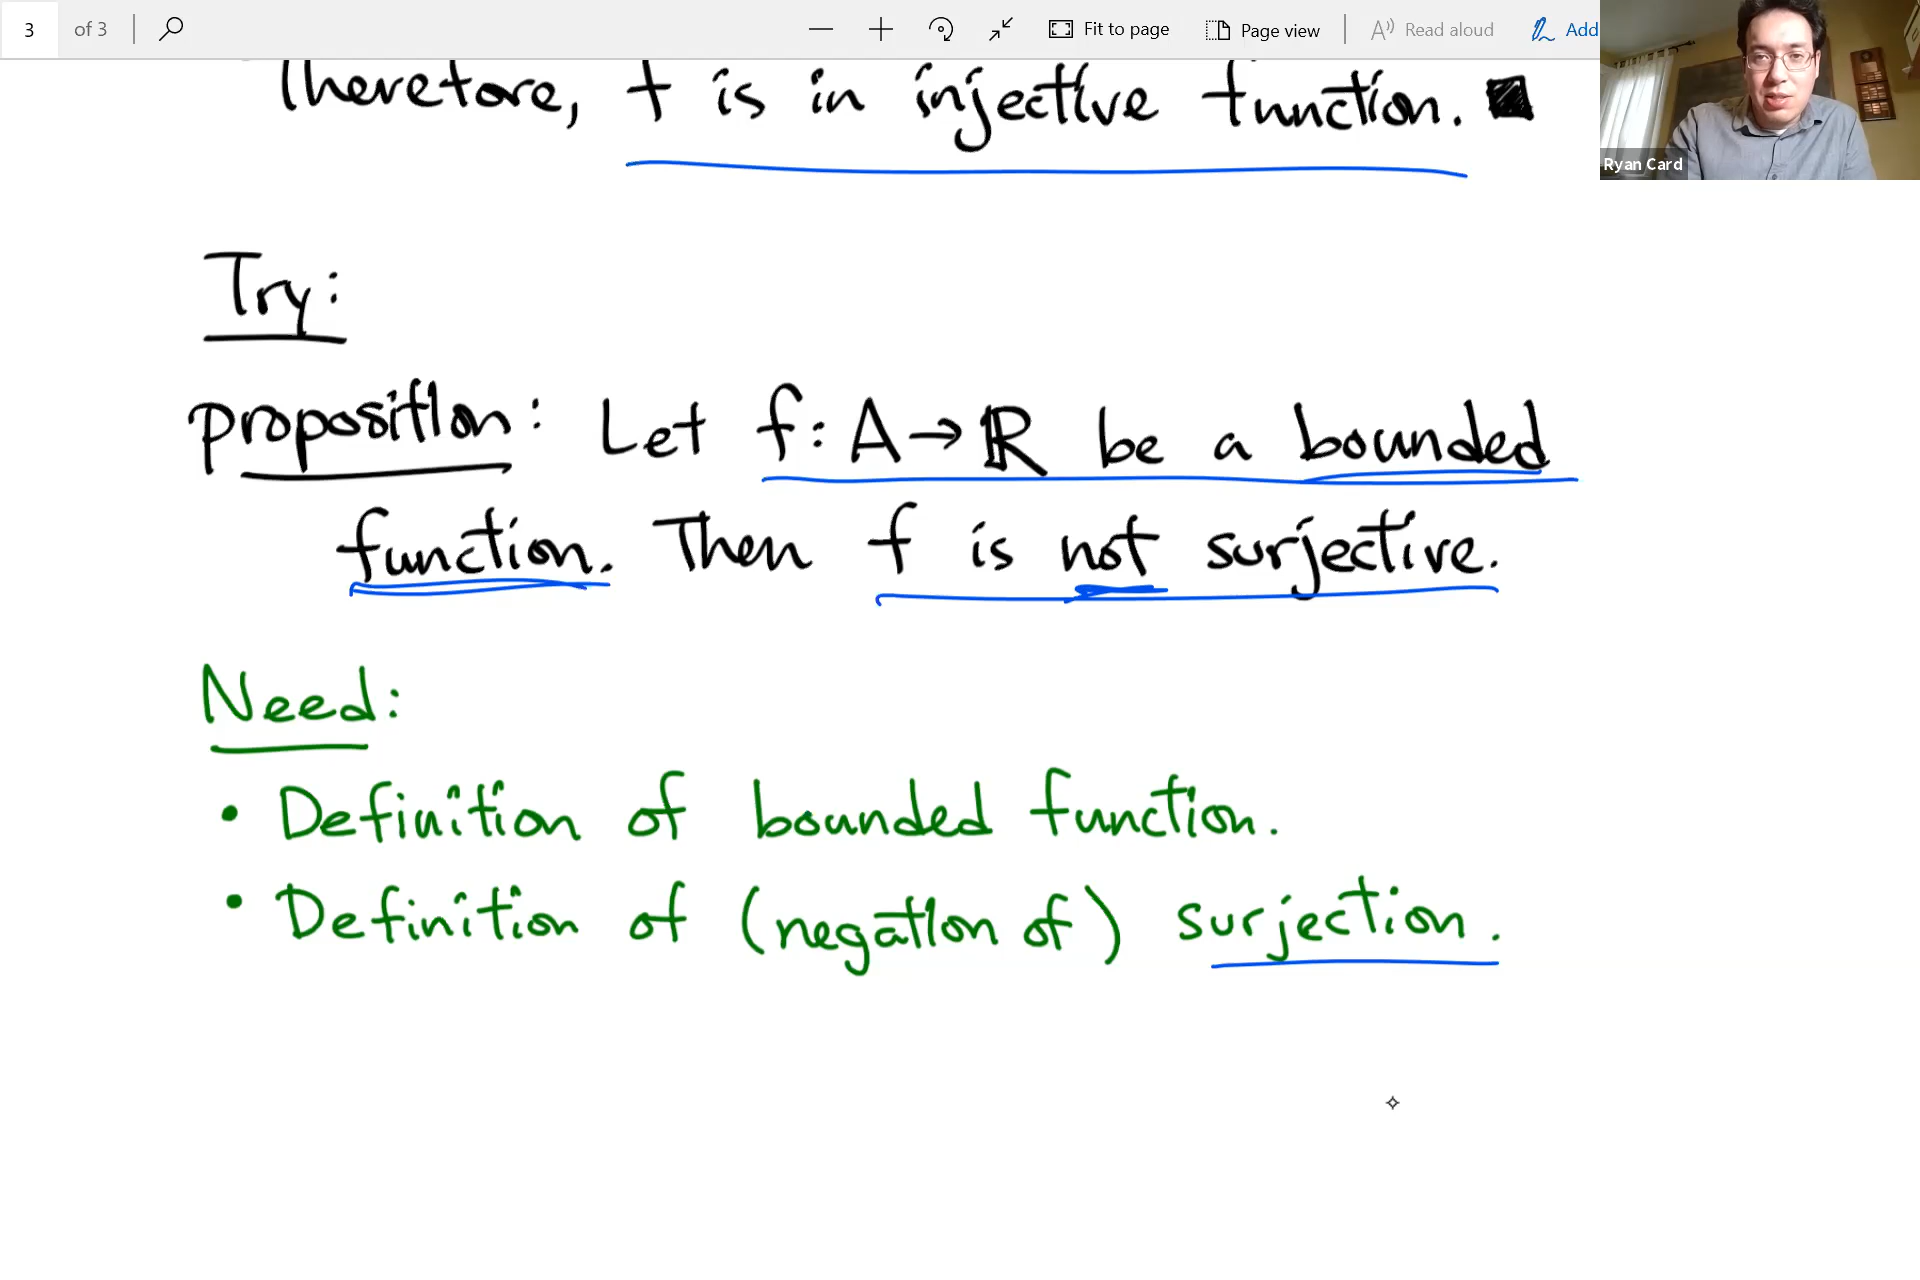 3 of 3 Fit to page Page view Read aloud Add
Therefore, f is in injective function.
Ryan Card
Try:
proposition: Let f: A→ℝ be a bounded
function. Then f is not surjective.
Need:
• Definition of bounded function.
• Definition of (negation of) surjection.